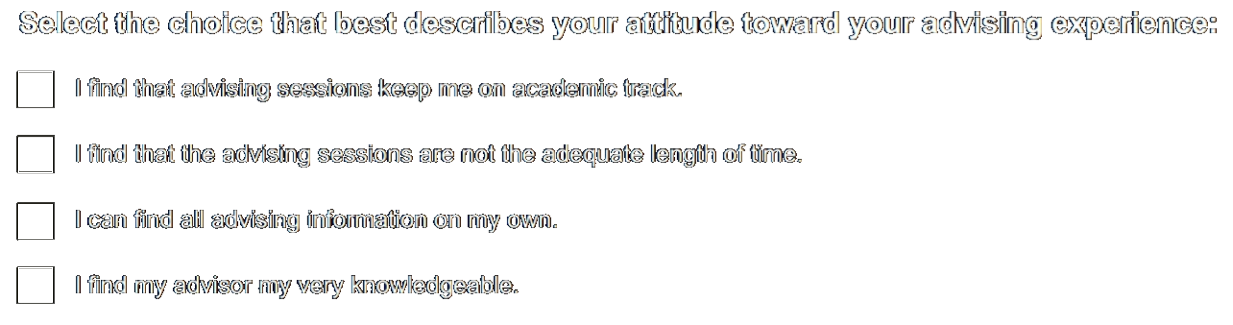 Select the choice that best describes your attitude toward your advising experience:
I find that advising sessions keep me on academic track.
I find that the advising sessions are not the adequate length of time.
I can find all advising information on my own.
I find my advisor my very knowledgeable.